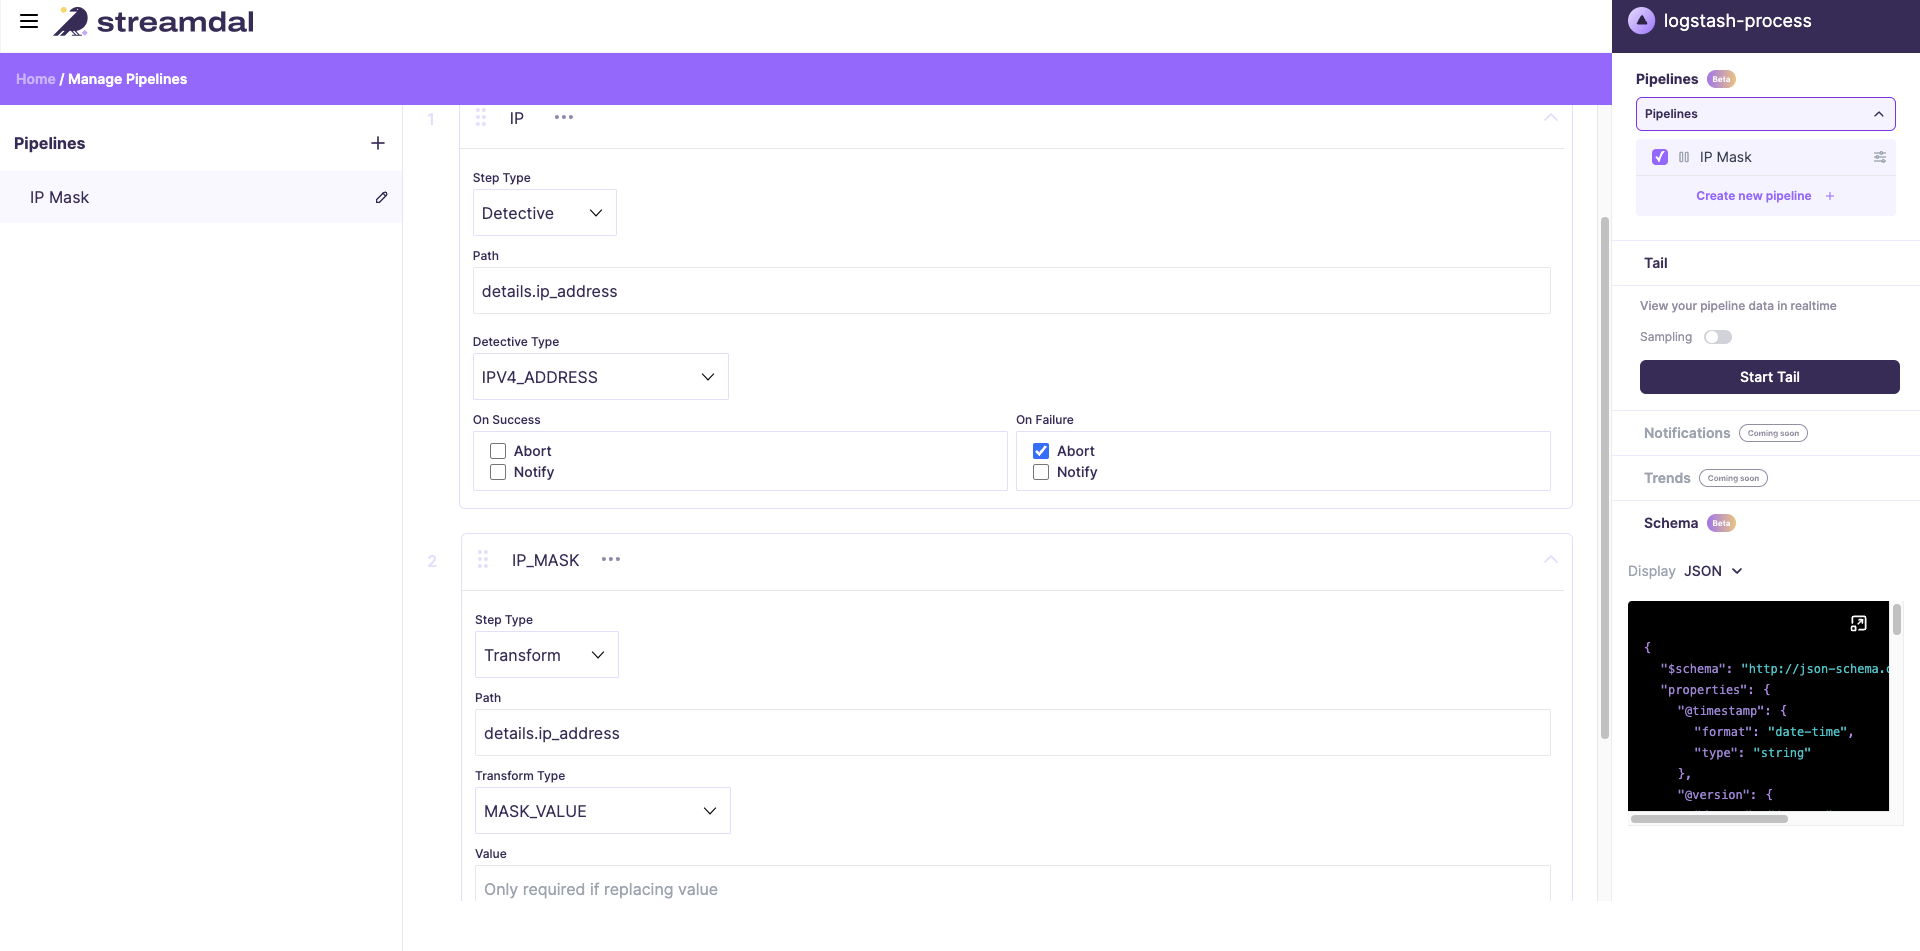 streamdal
logstash-process
Home / Manage Pipelines
Pipelines
IP Mask
1
IP
Step Type
Detective
Path
details.ip_address
Detective Type
IPV4_ADDRESS
On Success
Abort
Notify
On Failure
Abort
Notify
2
IP_MASK
Step Type
Transform
Path
details.ip_address
Transform Type
MASK_VALUE
Value
Only required if replacing value
Pipelines Beta
Pipelines
IP Mask
Create new pipeline +
Tail
View your pipeline data in realtime
Sampling
Start Tail
Notifications Coming soon
Trends Coming soon
Schema Beta
Display JSON
{
"$schema": "http://json-schema.
"properties": {
"@timestamp": {
"format": "date-time",
"type": "string"
},
"@version": {